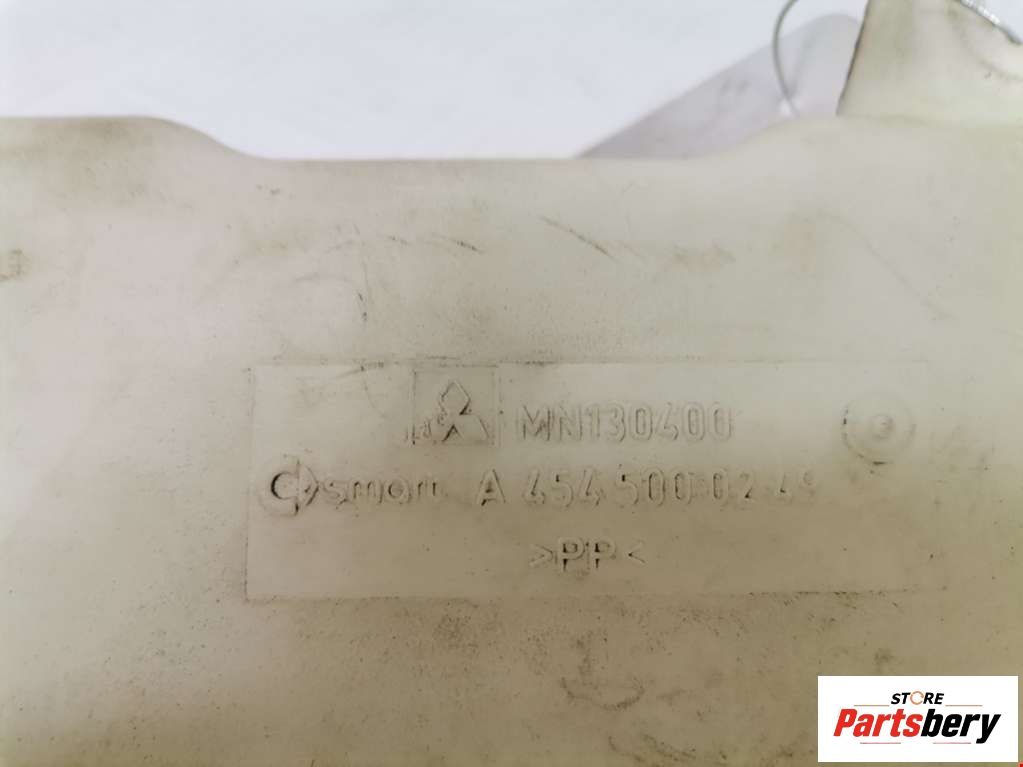 MN130400
smart A 454 500 02 49
>PP<
STORE
Partsbery